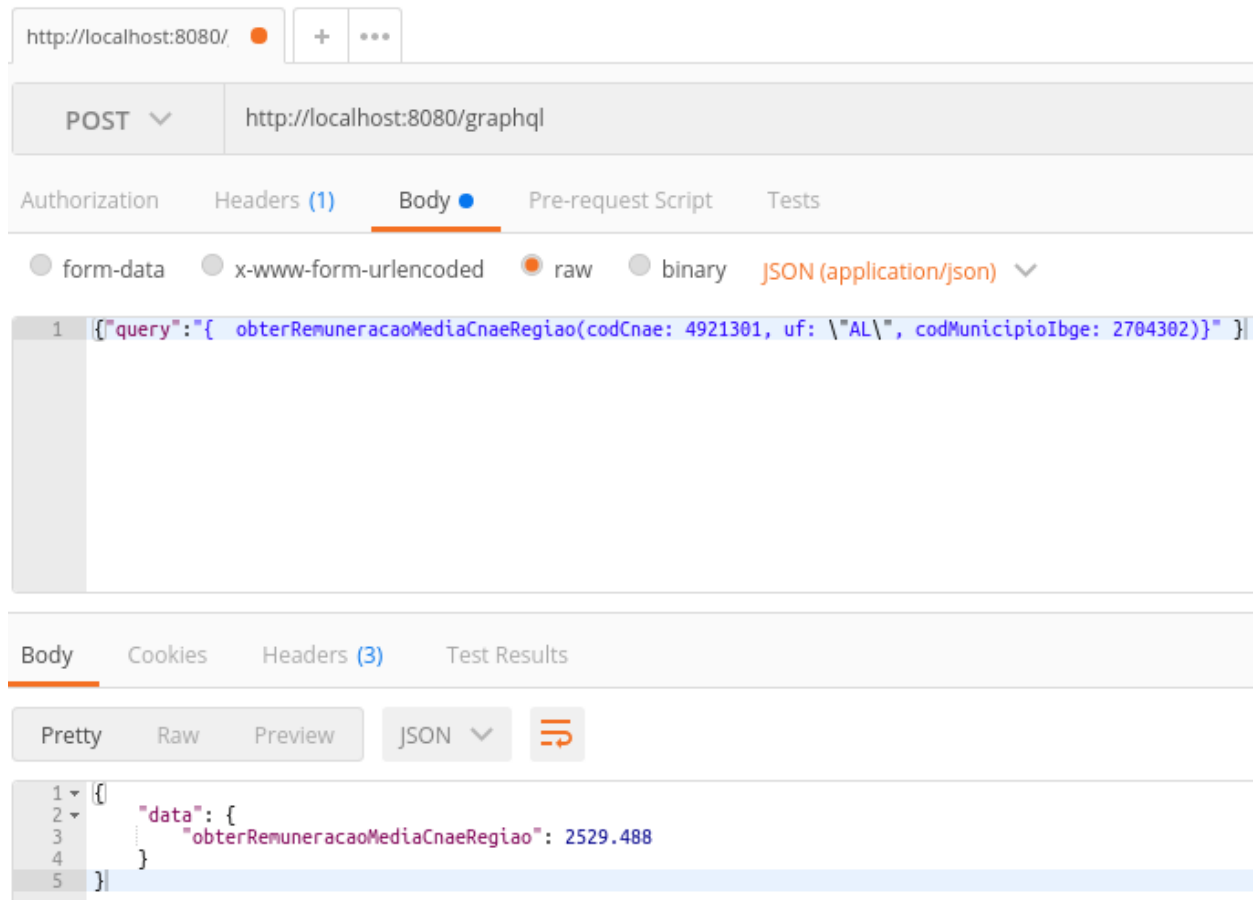 http://localhost:8080/ + •••
POST http://localhost:8080/graphql
Authorization Headers (1) Body Pre-request Script Tests
form-data x-www-form-urlencoded raw binary JSON (application/json)
1 {"query":"{  obterRemuneracaoMediaCnaeRegiao(codCnae: 4921301, uf: \"AL\", codMunicipioIbge: 2704302)}" }
Body Cookies Headers (3) Test Results
Pretty Raw Preview JSON
1 {
2 "data": {
3 "obterRemuneracaoMediaCnaeRegiao": 2529.488
4 }
5 }